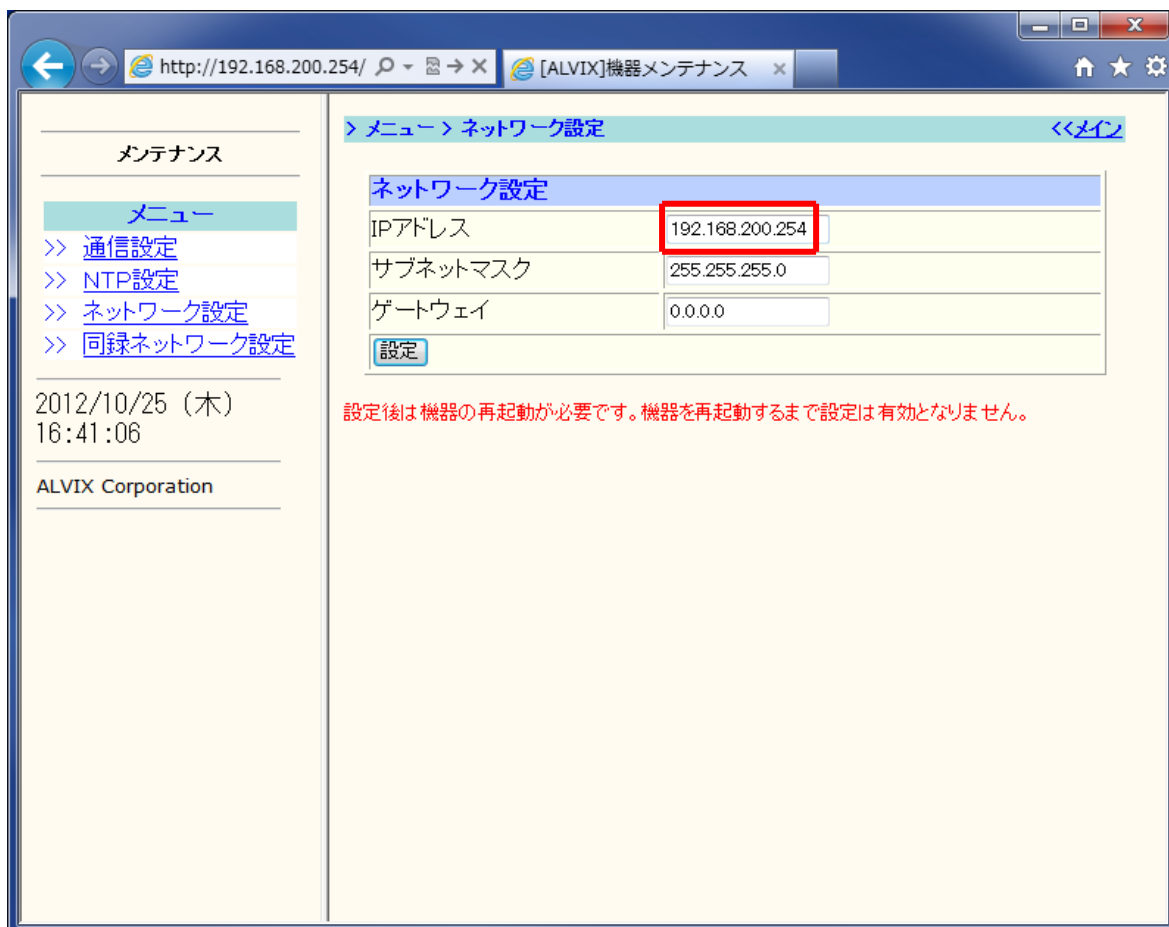 http://192.168.200.254/
[ALVIX]機器メンテナンス
メンテナンス
メニュー
>> 通信設定
>> NTP設定
>> ネットワーク設定
>> 同録ネットワーク設定
2012/10/25 (木)
16:41:06
ALVIX Corporation
> メニュー > ネットワーク設定 <<メイン
ネットワーク設定
IPアドレス 192.168.200.254
サブネットマスク 255.255.255.0
ゲートウェイ 0.0.0.0
設定
設定後は機器の再起動が必要です。機器を再起動するまで設定は有効となりません。